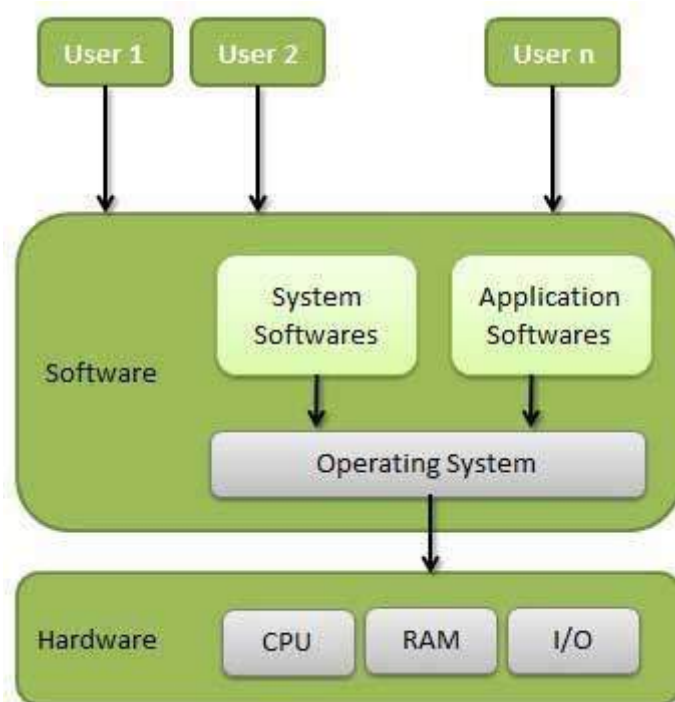 User 1
User 2
User n
System
Softwares
Application
Softwares
Software
Operating System
Hardware
CPU
RAM
I/O